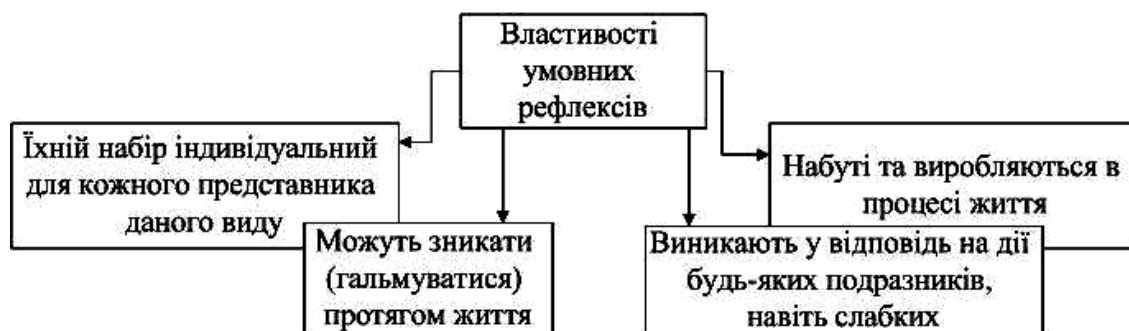 Властивості
умовних
рефлексів
Їхній набір індивідуальний
для кожного представника
даного виду
Можуть зникати
(гальмуватися)
протягом життя
Виникають у відповідь на дії
будь-яких подразників,
навіть слабких
Набуті та виробляються в
процесі життя